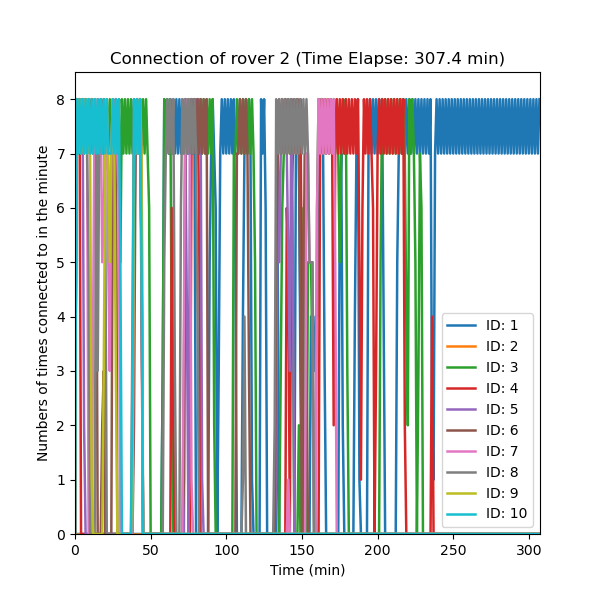 Connection of rover 2 (Time Elapse: 307.4 min)
Numbers of times connected to in the minute
8
7
6
5
4
3
2
1
0
ID: 1
ID: 2
ID: 3
ID: 4
ID: 5
ID: 6
ID: 7
ID: 8
ID: 9
ID: 10
0 50 100 150 200 250 300
Time (min)